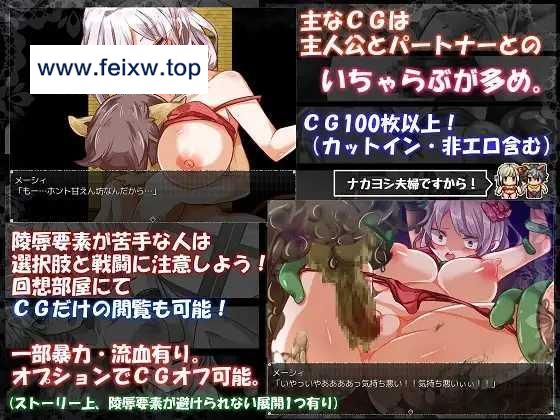 主なCGは
主人公とパートナーとの
いちゃらぶが多め。
www.feixw.top
CG100枚以上!
(カットイン・非エロ含む)
ナカヨシ夫婦ですから!
メーシィ
「もー…ホント甘えん坊なんだから…」
陵辱要素が苦手な人は
選択肢と戦闘に注意しよう!
回想部屋にて
CGだけの閲覧も可能!
一部暴力・流血有り。
オプションでCGオフ可能。
メーシィ
「いやっいやああああっ気持ち悪い!!気持ち悪いぃぃ!!」
(ストーリー上、陵辱要素が避けられない展開1つ有り)